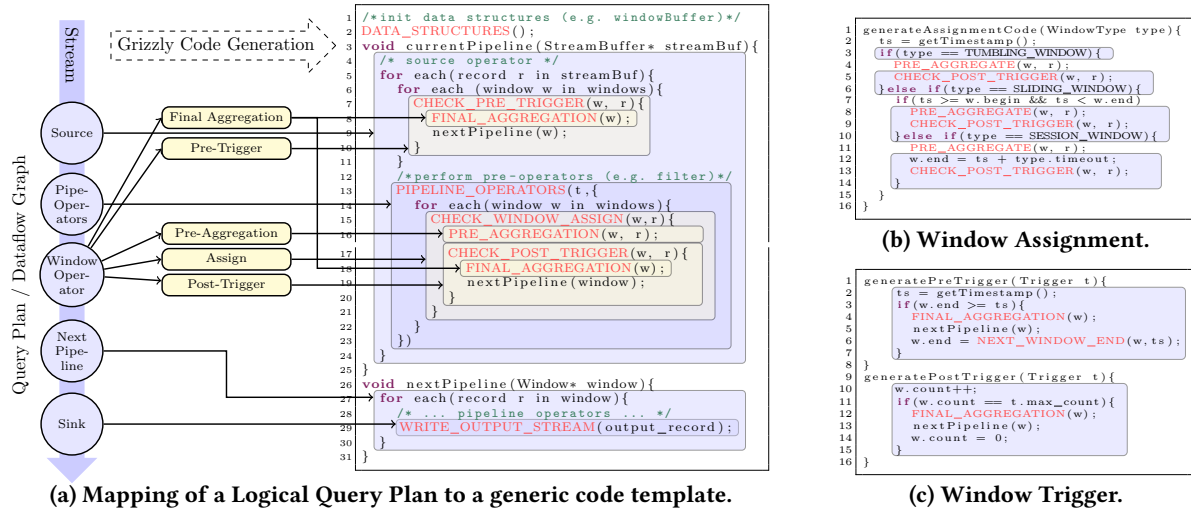 Stream
Query Plan / Dataflow Graph
Grizzly Code Generation
Source
Pipe-
Oper-
ators
Window
Oper-
ator
Next
Pipe-
line
Sink
Final Aggregation
Pre-Trigger
Pre-Aggregation
Assign
Post-Trigger
1 /*init data structures (e.g. windowBuffer)*/
2 DATA_STRUCTURES();
3 void currentPipeline(StreamBuffer* streamBuf){
4 /* source operator */
5 for each(record r in streamBuf){
6 for each (window w in windows){
7 CHECK_PRE_TRIGGER(w, r){
8 FINAL_AGGREGATION(w);
9 nextPipeline(w);
10 }
11 }
12 /*perform pre-operators (e.g. filter)*/
13 PIPELINE_OPERATORS(t,{
14 for each(window w in windows){
15 CHECK_WINDOW_ASSIGN(w,r){
16 PRE_AGGREGATION(w, r);
17 CHECK_POST_TRIGGER(w, r){
18 FINAL_AGGREGATION(w);
19 nextPipeline(window);
20 }
21 }
22 }
23 })
24 }
25 }
26 void nextPipeline(Window* window){
27 for each(record r in window){
28 /* ... pipeline operators ... */
29 WRITE_OUTPUT_STREAM(output_record);
30 }
31 }
(a) Mapping of a Logical Query Plan to a generic code template.
1 generateAssignmentCode(WindowType type){
2 ts = getTimestamp();
3 if(type == TUMBLING_WINDOW){
4 PRE_AGGREGATE(w, r);
5 CHECK_POST_TRIGGER(w, r);
6 }else if(type == SLIDING_WINDOW){
7 if(ts >= w.begin && ts < w.end)
8 PRE_AGGREGATE(w, r);
9 CHECK_POST_TRIGGER(w, r);
10 }else if(type == SESSION_WINDOW){
11 PRE_AGGREGATE(w, r);
12 w.end = ts + type.timeout;
13 CHECK_POST_TRIGGER(w, r);
14 }
15 }
16 }
(b) Window Assignment.
1 generatePreTrigger(Trigger t){
2 ts = getTimestamp();
3 if(w.end >= ts){
4 FINAL_AGGREGATION(w);
5 nextPipeline(w);
6 w.end = NEXT_WINDOW_END(w,ts);
7 }
8 }
9 generatePostTrigger(Trigger t){
10 w.count++;
11 if(w.count == t.max_count){
12 FINAL_AGGREGATION(w);
13 nextPipeline(w);
14 w.count = 0;
15 }
16 }
(c) Window Trigger.